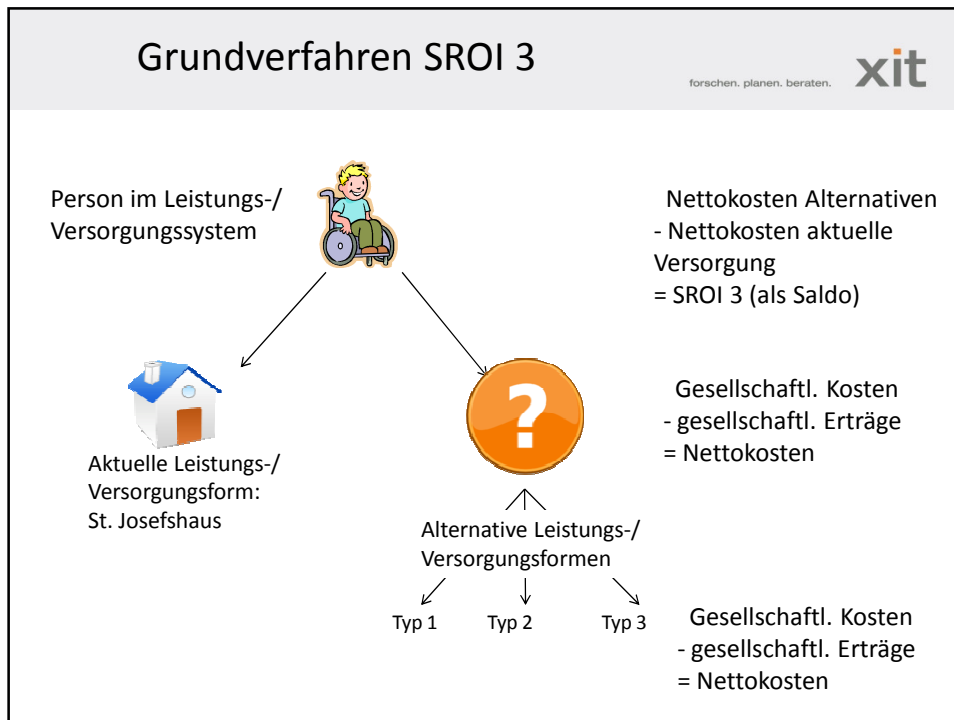 Grundverfahren SROI 3
forschen. planen. beraten.
xit
Person im Leistungs-/
Versorgungssystem
Nettokosten Alternativen
- Nettokosten aktuelle
Versorgung
= SROI 3 (als Saldo)
?
Aktuelle Leistungs-/
Versorgungsform:
St. Josefshaus
Gesellschaftl. Kosten
- gesellschaftl. Erträge
= Nettokosten
Alternative Leistungs-/
Versorgungsformen
Typ 1
Typ 2
Typ 3
Gesellschaftl. Kosten
- gesellschaftl. Erträge
= Nettokosten